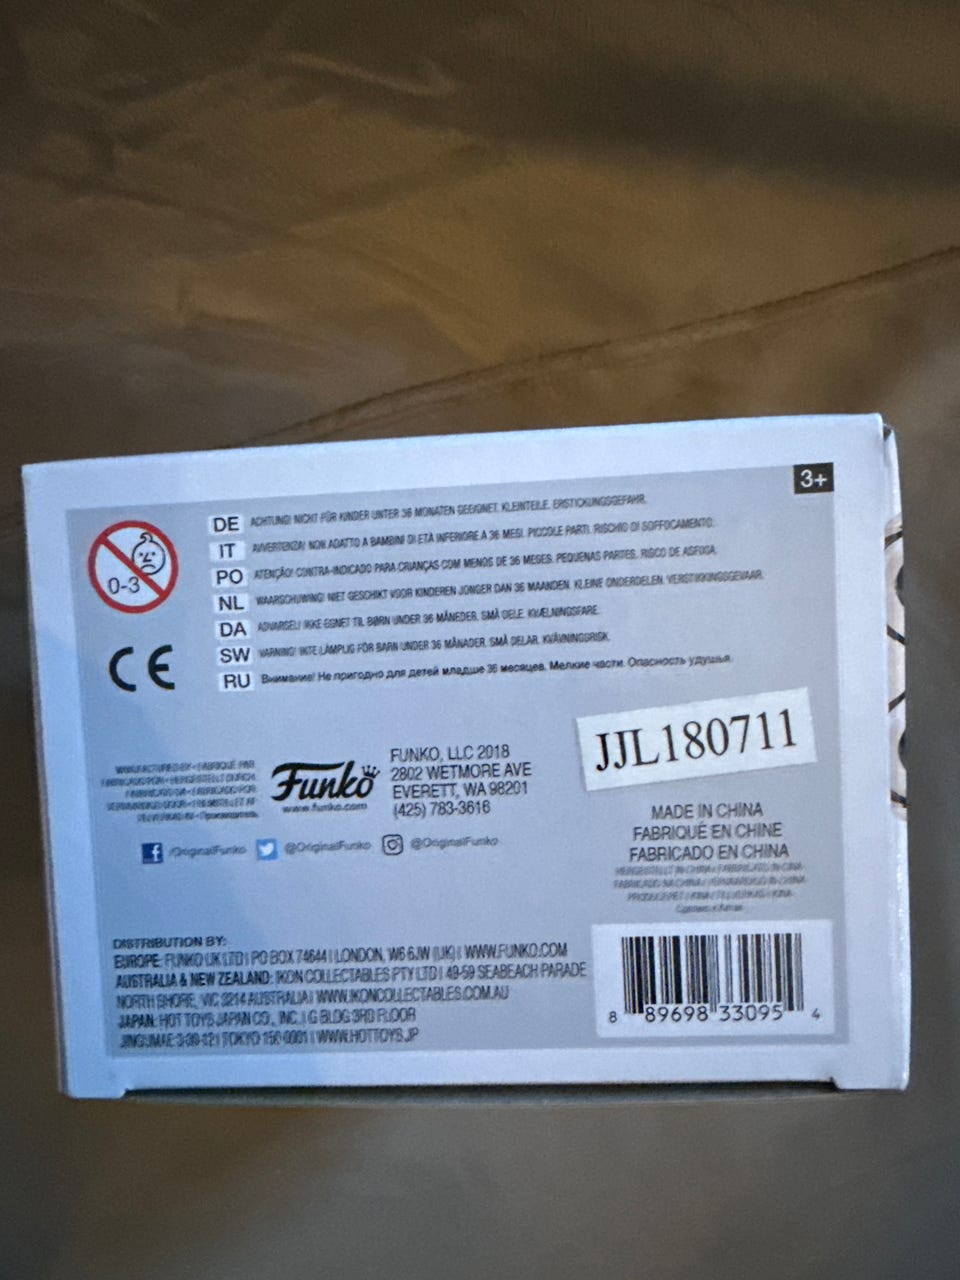 3+
0-3
DE ACHTUNG! NICHT FÜR KINDER UNTER 36 MONATEN GEEIGNET. KLEINTEILE. ERSTICKUNGSGEFAHR.
IT AVVERTENZA! NON ADATTO A BAMBINI DI ETÀ INFERIORE A 36 MESI. PICCOLE PARTI. RISCHIO DI SOFFOCAMENTO.
PO ATENÇÃO! CONTRA-INDICADO PARA CRIANÇAS COM MENOS DE 36 MESES. PEQUENAS PARTES. RISCO DE ASFIXIA.
NL WAARSCHUWING! NIET GESCHIKT VOOR KINDEREN JONGER DAN 36 MAANDEN. KLEINE ONDERDELEN. VERSTIKKINGSGEVAAR.
DA ADVARSEL! IKKE EGNET TIL BØRN UNDER 36 MÅNEDER. SMÅ DELE. KVÆLNINGSFARE.
SW VARNING! INTE LÄMPLIG FÖR BARN UNDER 36 MÅNADER. SMÅ DELAR. KVÄVNINGSRISK.
RU Внимание! Не пригодно для детей младше 36 месяцев. Мелкие части. Опасность удушья.
CE
MANUFACTURED BY • FABRIQUÉ PAR
Funko
www.funko.com
FUNKO, LLC 2018
2802 WETMORE AVE
EVERETT, WA 98201
(425) 783-3616
JJL180711
/OriginalFunko @OriginalFunko @OriginalFunko
MADE IN CHINA
FABRIQUÉ EN CHINE
FABRICADO EN CHINA
DISTRIBUTION BY:
EUROPE: FUNKO UK LTD | PO BOX 74644 | LONDON, W6 6JW (UK) | WWW.FUNKO.COM
AUSTRALIA & NEW ZEALAND: IKON COLLECTABLES PTY LTD | 49-59 SEABEACH PARADE
NORTH SHORE, VIC 3214 AUSTRALIA | WWW.IKONCOLLECTABLES.COM.AU
JAPAN: HOT TOYS JAPAN CO., INC. | G BLDG 3RD FLOOR
TOKYO 150-0001 | WWW.HOTTOYS.JP
8 89698 33095 4